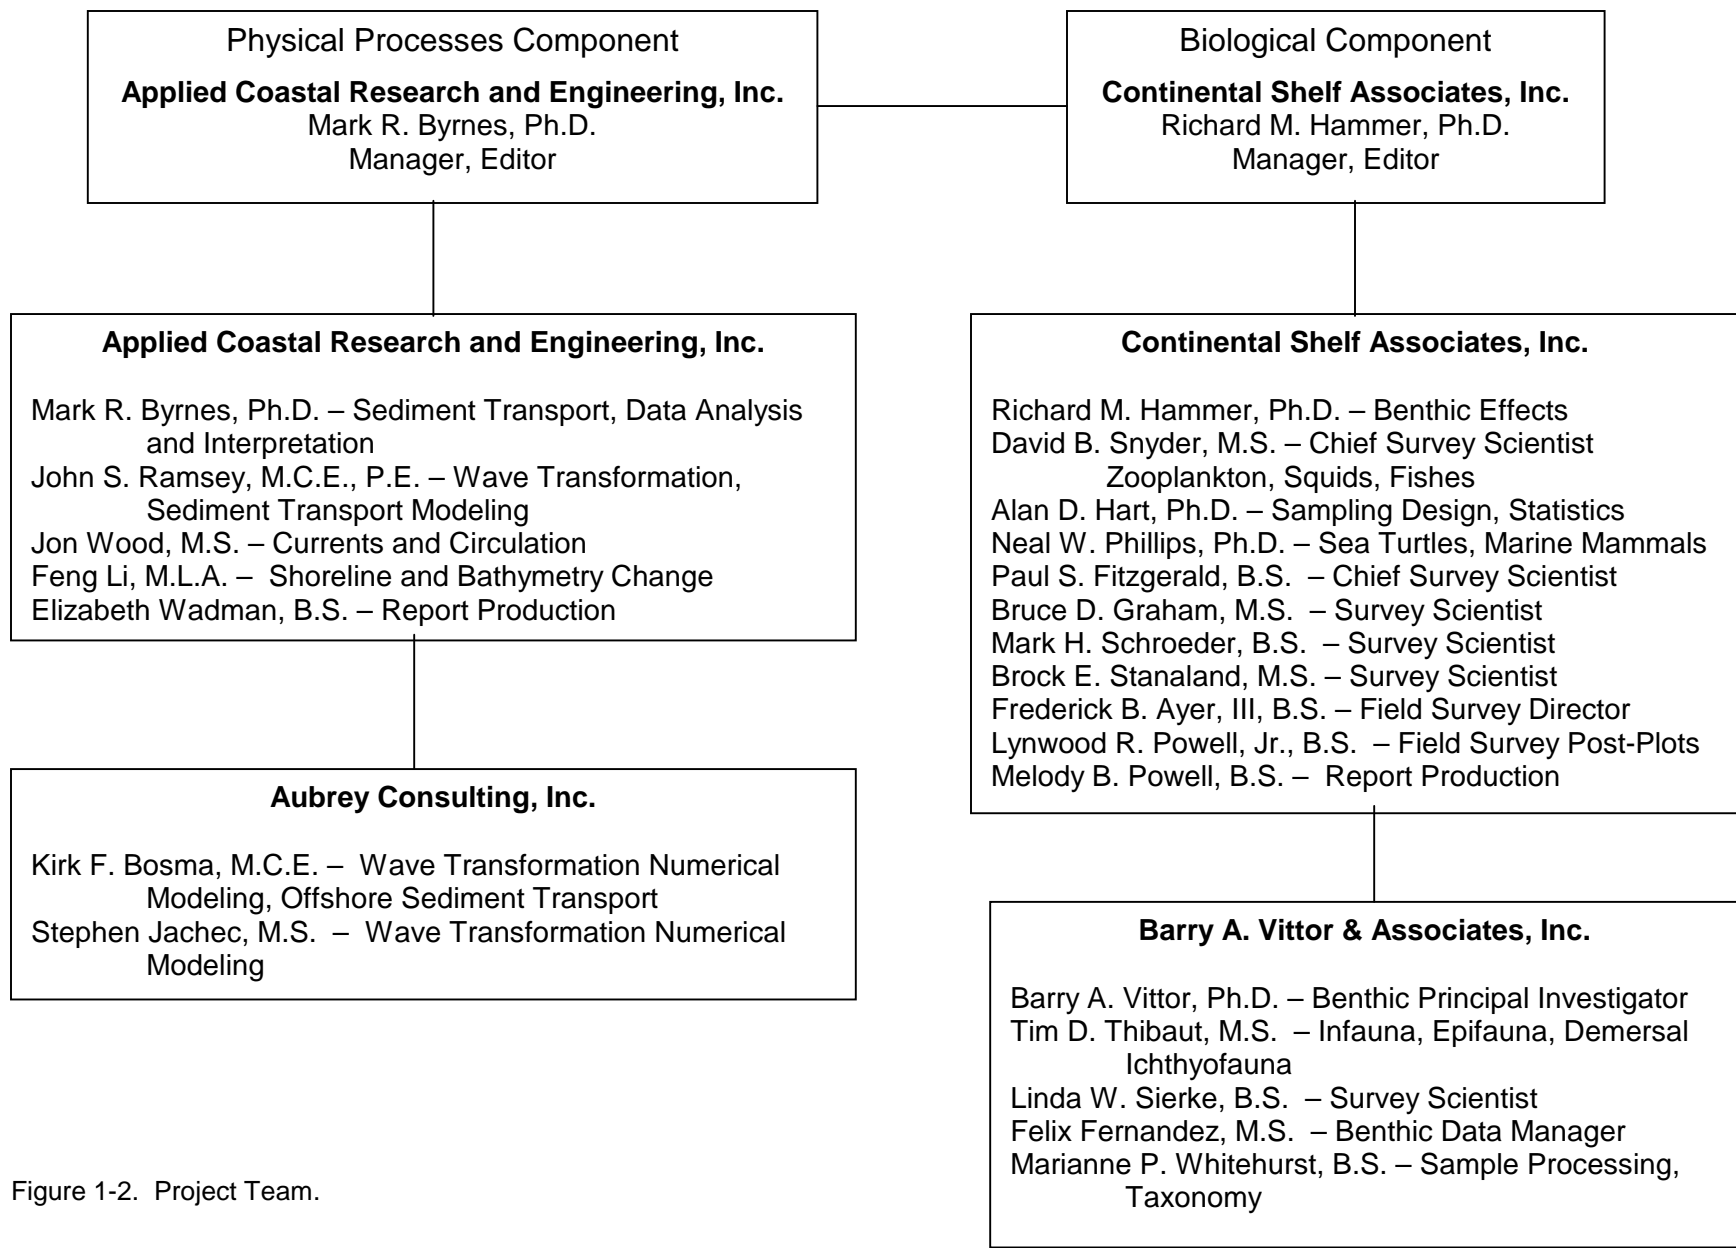 Physical Processes Component
Applied Coastal Research and Engineering, Inc.
Mark R. Byrnes, Ph.D.
Manager, Editor
Biological Component
Continental Shelf Associates, Inc.
Richard M. Hammer, Ph.D.
Manager, Editor
Applied Coastal Research and Engineering, Inc.
Mark R. Byrnes, Ph.D. – Sediment Transport, Data Analysis
and Interpretation
John S. Ramsey, M.C.E., P.E. – Wave Transformation,
Sediment Transport Modeling
Jon Wood, M.S. – Currents and Circulation
Feng Li, M.L.A. – Shoreline and Bathymetry Change
Elizabeth Wadman, B.S. – Report Production
Continental Shelf Associates, Inc.
Richard M. Hammer, Ph.D. – Benthic Effects
David B. Snyder, M.S. – Chief Survey Scientist
Zooplankton, Squids, Fishes
Alan D. Hart, Ph.D. – Sampling Design, Statistics
Neal W. Phillips, Ph.D. – Sea Turtles, Marine Mammals
Paul S. Fitzgerald, B.S. – Chief Survey Scientist
Bruce D. Graham, M.S. – Survey Scientist
Mark H. Schroeder, B.S. – Survey Scientist
Brock E. Stanaland, M.S. – Survey Scientist
Frederick B. Ayer, III, B.S. – Field Survey Director
Lynwood R. Powell, Jr., B.S. – Field Survey Post-Plots
Melody B. Powell, B.S. – Report Production
Aubrey Consulting, Inc.
Kirk F. Bosma, M.C.E. – Wave Transformation Numerical
Modeling, Offshore Sediment Transport
Stephen Jachec, M.S. – Wave Transformation Numerical
Modeling
Barry A. Vittor & Associates, Inc.
Barry A. Vittor, Ph.D. – Benthic Principal Investigator
Tim D. Thibaut, M.S. – Infauna, Epifauna, Demersal
Ichthyofauna
Linda W. Sierke, B.S. – Survey Scientist
Felix Fernandez, M.S. – Benthic Data Manager
Marianne P. Whitehurst, B.S. – Sample Processing,
Taxonomy
Figure 1-2. Project Team.